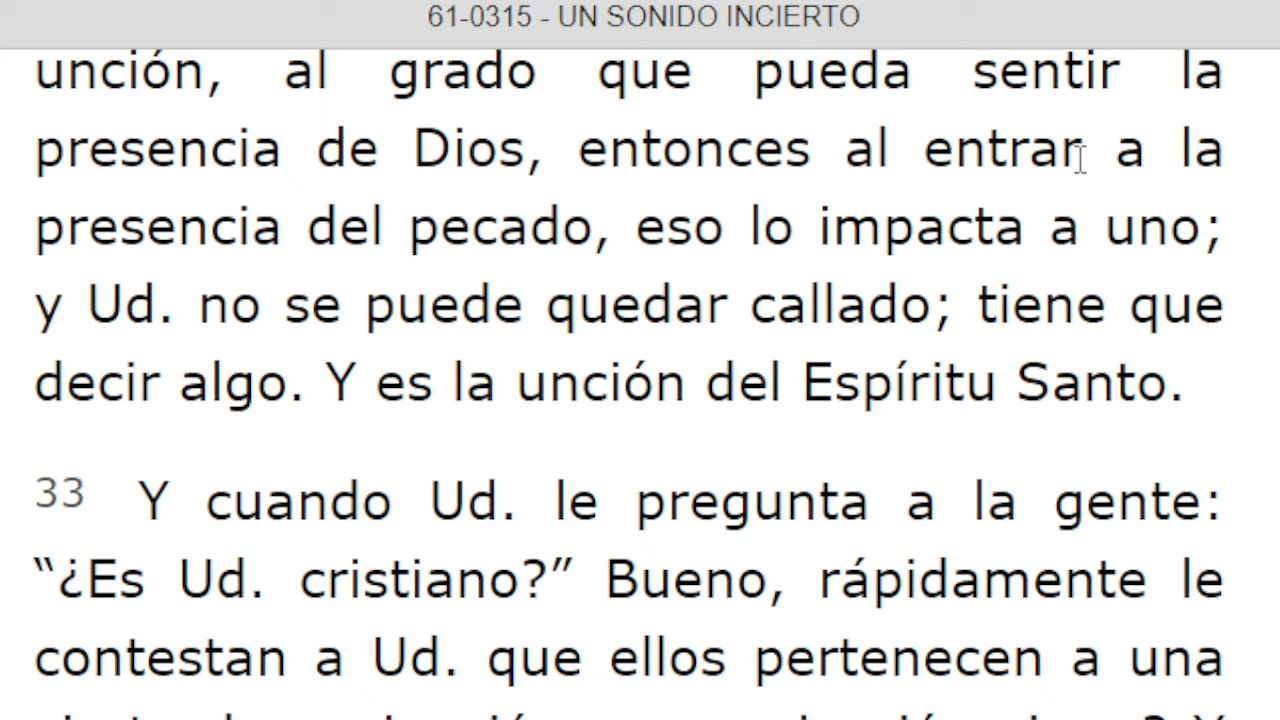 61-0315 - UN SONIDO INCIERTO
unción, al grado que pueda sentir la
presencia de Dios, entonces al entrar a la
presencia del pecado, eso lo impacta a uno;
y Ud. no se puede quedar callado; tiene que
decir algo. Y es la unción del Espíritu Santo.
33 Y cuando Ud. le pregunta a la gente:
“¿Es Ud. cristiano?” Bueno, rápidamente le
contestan a Ud. que ellos pertenecen a una